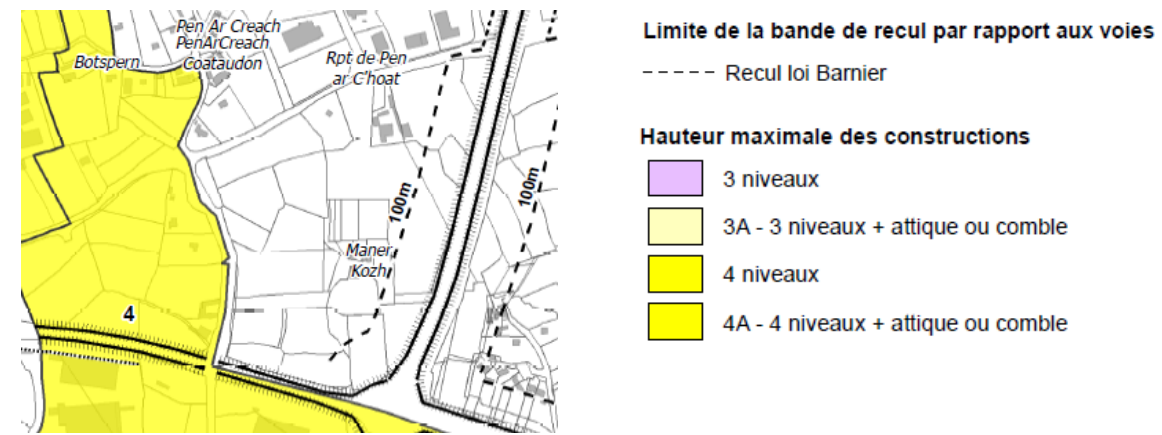 Pen Ar Creach
PenArCreach
Coataudon
Botspern
Rpt de Pen
ar C'hoat
100m
100m
Maner
Kozh
4
Limite de la bande de recul par rapport aux voies
Recul loi Barnier
Hauteur maximale des constructions
3 niveaux
3A - 3 niveaux + attique ou comble
4 niveaux
4A - 4 niveaux + attique ou comble